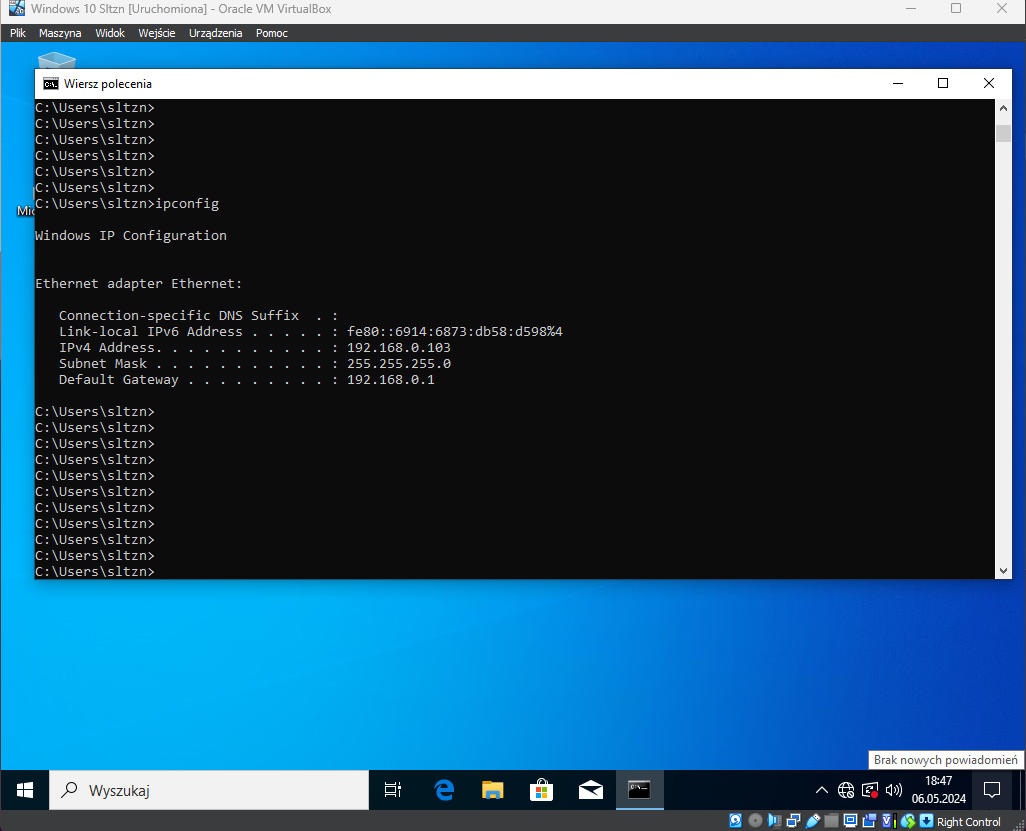 Windows 10 Sltzn [Uruchomiona] - Oracle VM VirtualBox
Plik Maszyna Widok Wejście Urządzenia Pomoc
Wiersz polecenia
C:\Users\sltzn>
C:\Users\sltzn>
C:\Users\sltzn>
C:\Users\sltzn>
C:\Users\sltzn>
C:\Users\sltzn>
C:\Users\sltzn>ipconfig
Windows IP Configuration
Ethernet adapter Ethernet:
Connection-specific DNS Suffix . :
Link-local IPv6 Address . . . . . : fe80::6914:6873:db58:d598%4
IPv4 Address. . . . . . . . . . . : 192.168.0.103
Subnet Mask . . . . . . . . . . . : 255.255.255.0
Default Gateway . . . . . . . . . : 192.168.0.1
C:\Users\sltzn>
C:\Users\sltzn>
C:\Users\sltzn>
C:\Users\sltzn>
C:\Users\sltzn>
C:\Users\sltzn>
C:\Users\sltzn>
C:\Users\sltzn>
C:\Users\sltzn>
C:\Users\sltzn>
C:\Users\sltzn>
Brak nowych powiadomień
Wyszukaj
18:47
06.05.2024
Right Control